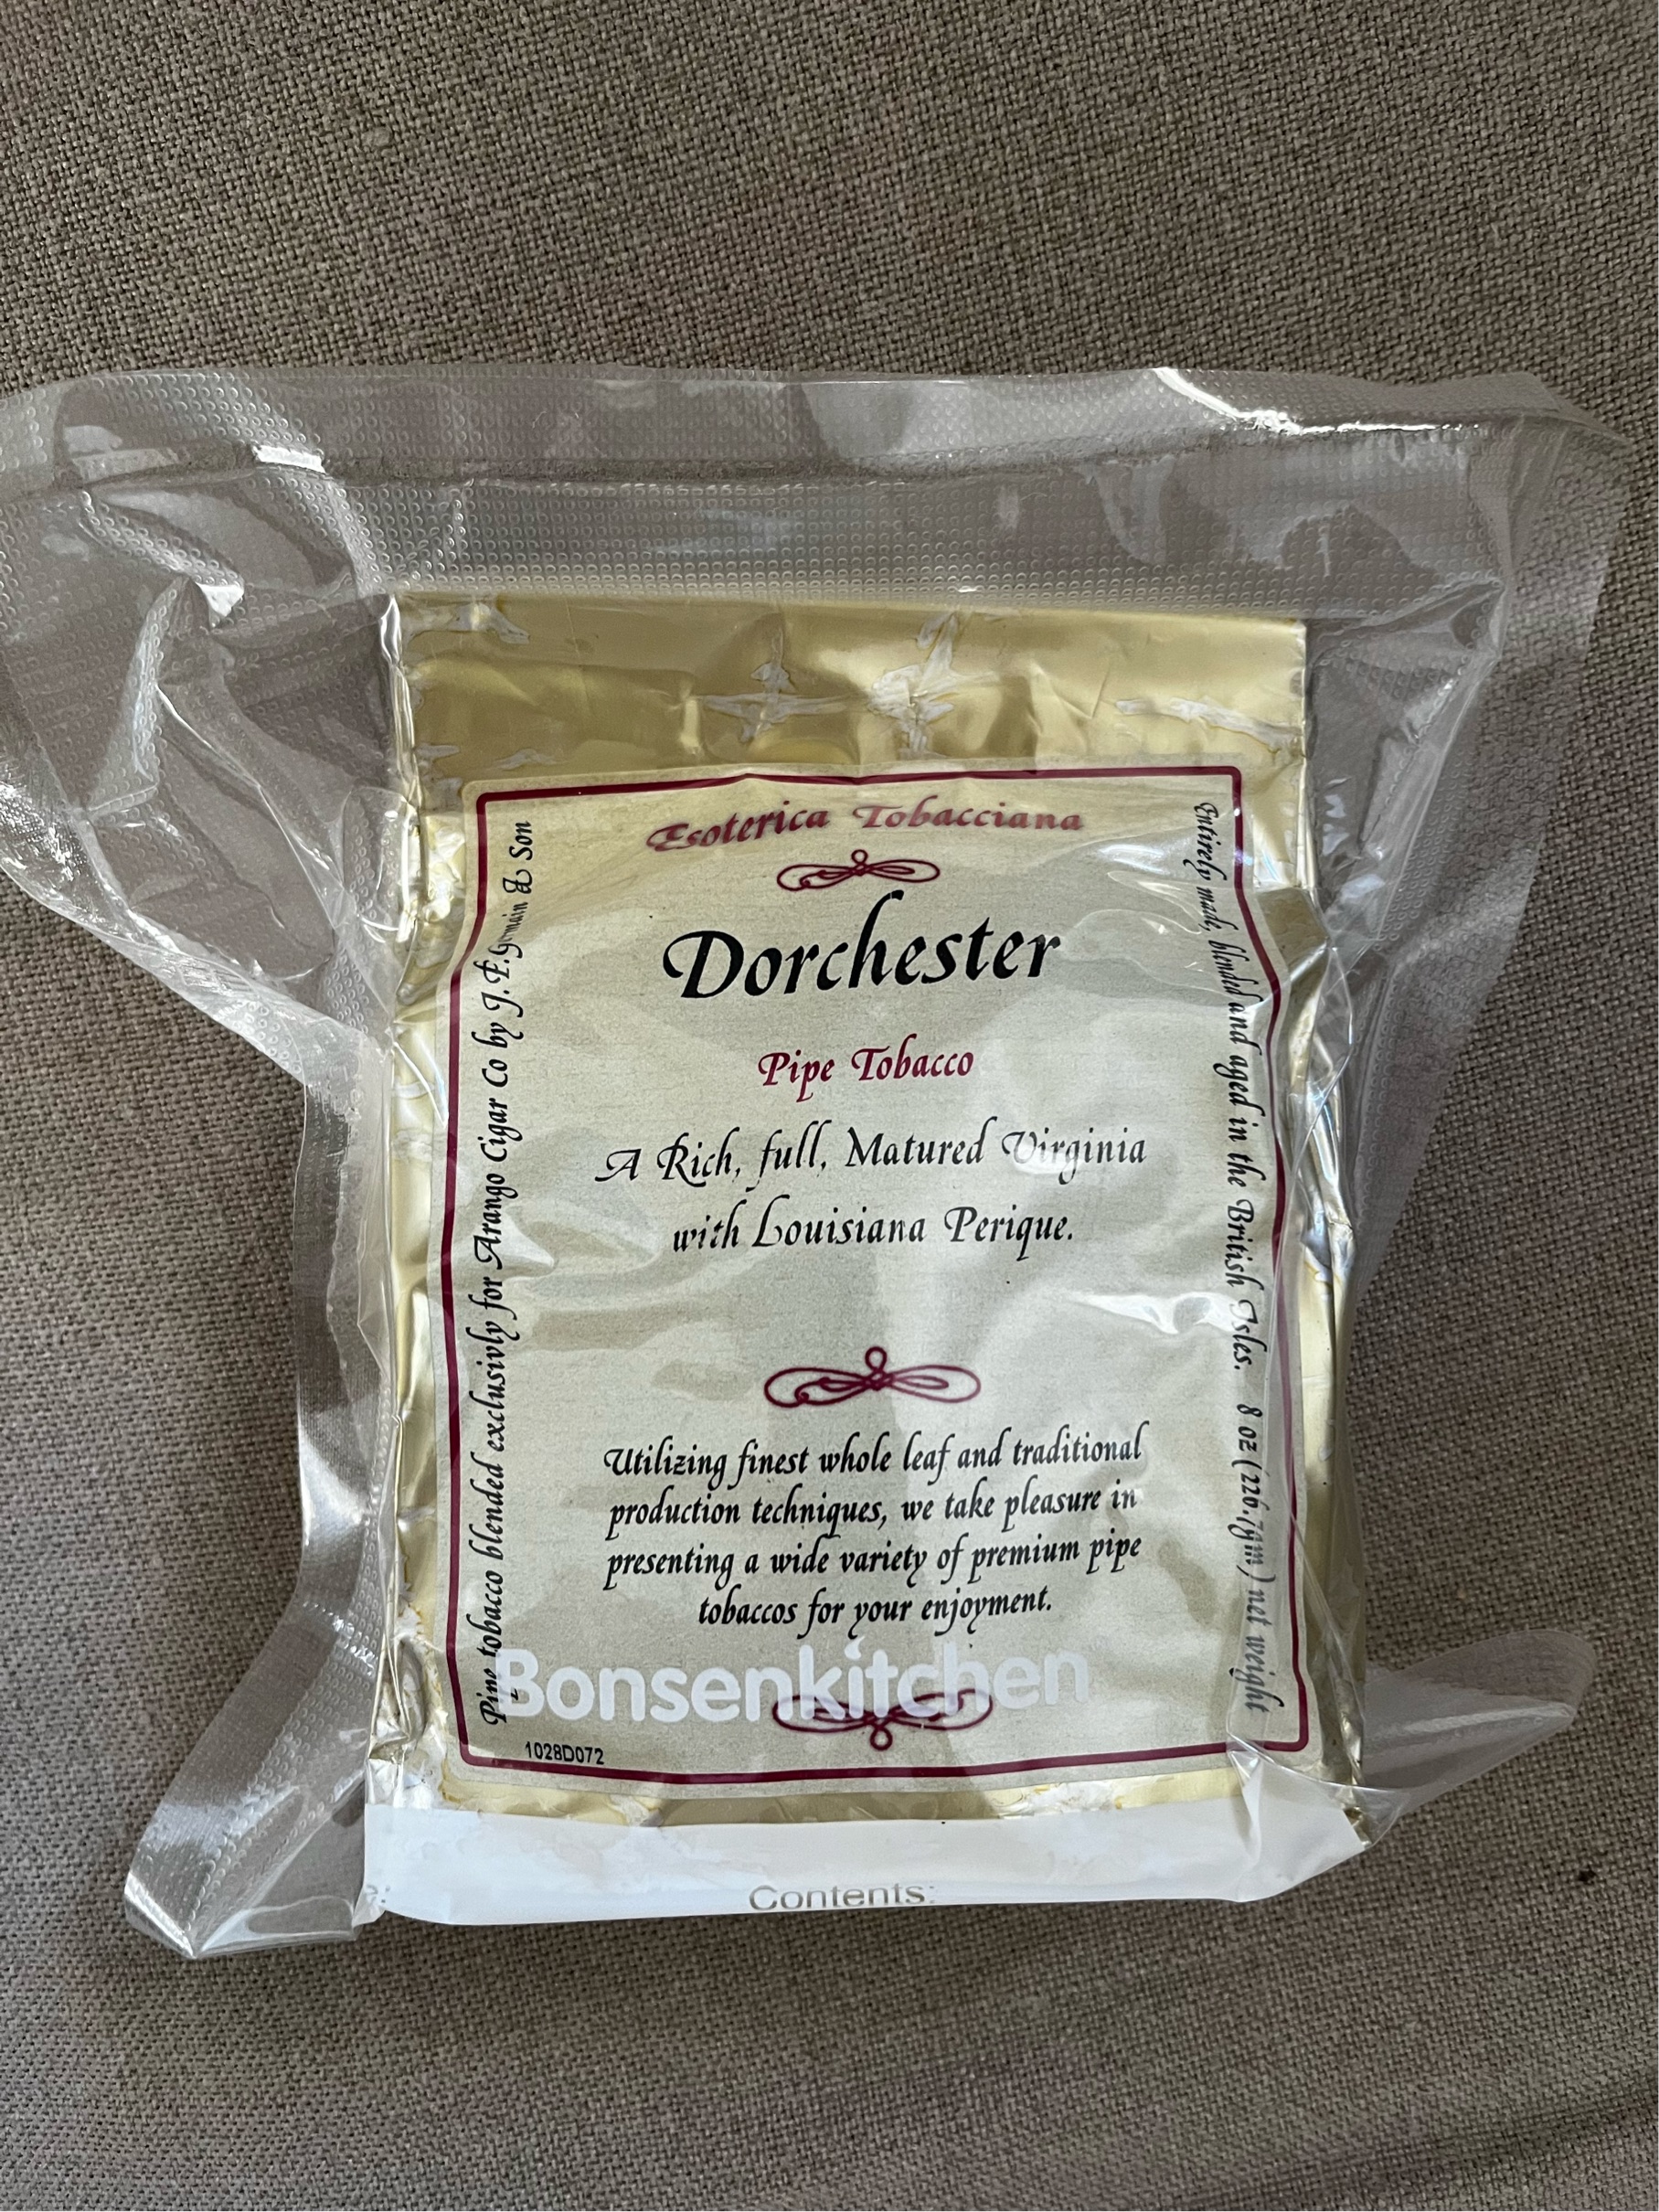 Esoterica Tobacciana
Dorchester
Pipe Tobacco
A Rich, full, Matured Virginia
with Louisiana Perique.
Utilizing finest whole leaf and traditional
production techniques, we take pleasure in
presenting a wide variety of premium pipe
tobaccos for your enjoyment.
Pipe tobacco blended exclusivly for Arango Cigar Co by J.F.Germain & Son
Entirely made, blended and aged in the British Isles. 8 oz (226.7gm) net weight
Bonsenkitchen
1028D072
Contents: